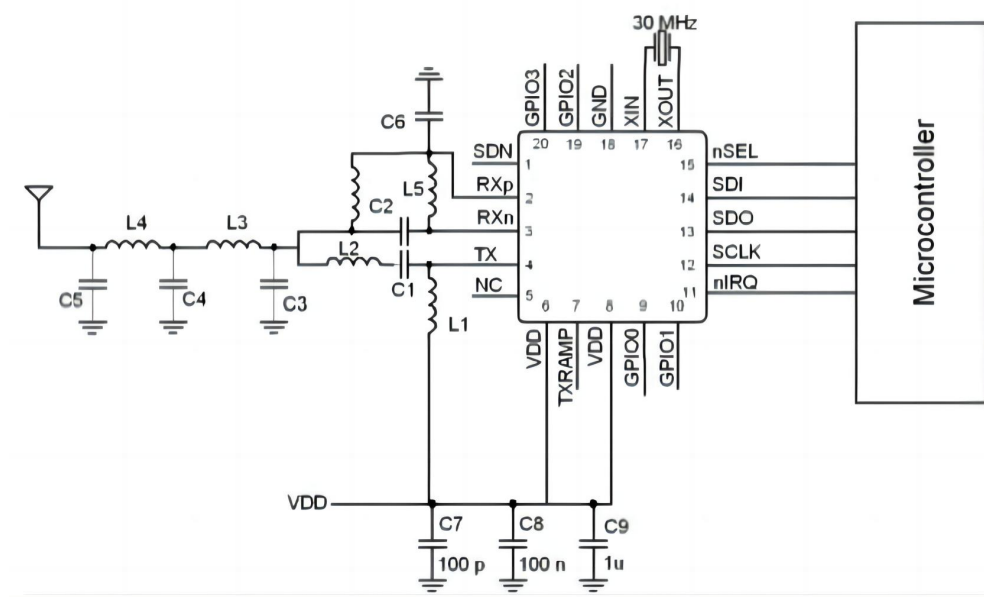 30 MHz
GPIO3
GPIO2
GND
XIN
XOUT
C6
20
19
18
17
16
SDN
1
15
nSEL
RXp
2
14
SDI
L5
C2
RXn
3
13
SDO
L4
L3
L2
TX
4
12
SCLK
C1
NC
5
11
nIRQ
C5
C4
C3
L1
6
7
8
9
10
VDD
TXRAMP
VDD
GPIO0
GPIO1
Microcontroller
VDD
C7
C8
C9
100 p
100 n
1u